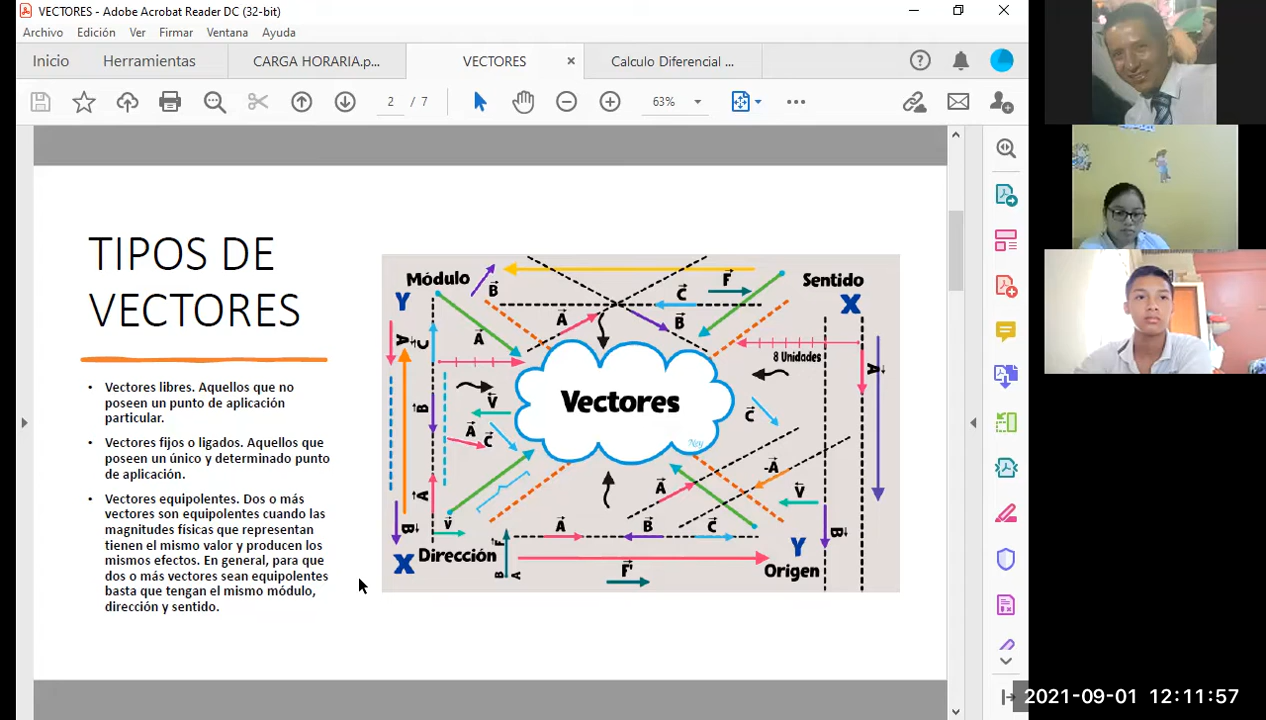 VECTORES - Adobe Acrobat Reader DC (32-bit)
Archivo Edición Ver Firmar Ventana Ayuda
Inicio Herramientas CARGA HORARIA.p... VECTORES × Calculo Diferencial ...
2 / 7 63%
TIPOS DE
VECTORES
• Vectores libres. Aquellos que no
poseen un punto de aplicación
particular.
• Vectores fijos o ligados. Aquellos que
poseen un único y determinado punto
de aplicación.
• Vectores equipolentes. Dos o más
vectores son equipolentes cuando las
magnitudes físicas que representan
tienen el mismo valor y producen los
mismos efectos. En general, para que
dos o más vectores sean equipolentes
basta que tengan el mismo módulo,
dirección y sentido.
Módulo B C F Sentido
Y X
A A B
A C A 8 Unidades A
B V Vectores C
A C
A A -A V
B V A B C B
X Dirección F Y
B A F' Origen
2021-09-01 12:11:57